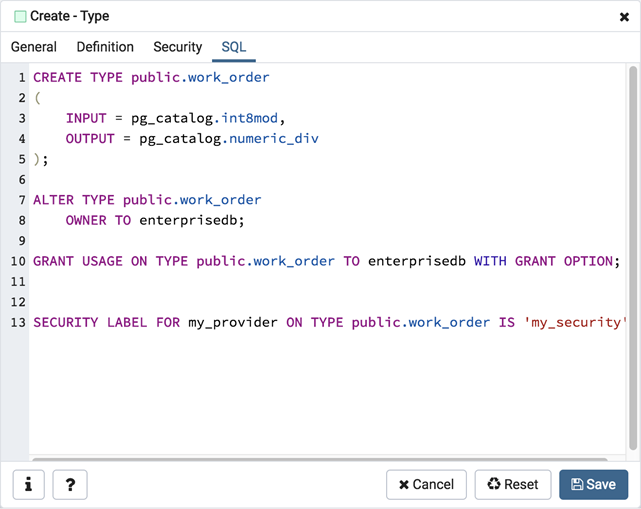 Create - Type
General Definition Security SQL
1 CREATE TYPE public.work_order
2 (
3 INPUT = pg_catalog.int8mod,
4 OUTPUT = pg_catalog.numeric_div
5 );
6
7 ALTER TYPE public.work_order
8 OWNER TO enterprisedb;
9
10 GRANT USAGE ON TYPE public.work_order TO enterprisedb WITH GRANT OPTION;
11
12
13 SECURITY LABEL FOR my_provider ON TYPE public.work_order IS 'my_security'
i ? Cancel Reset Save